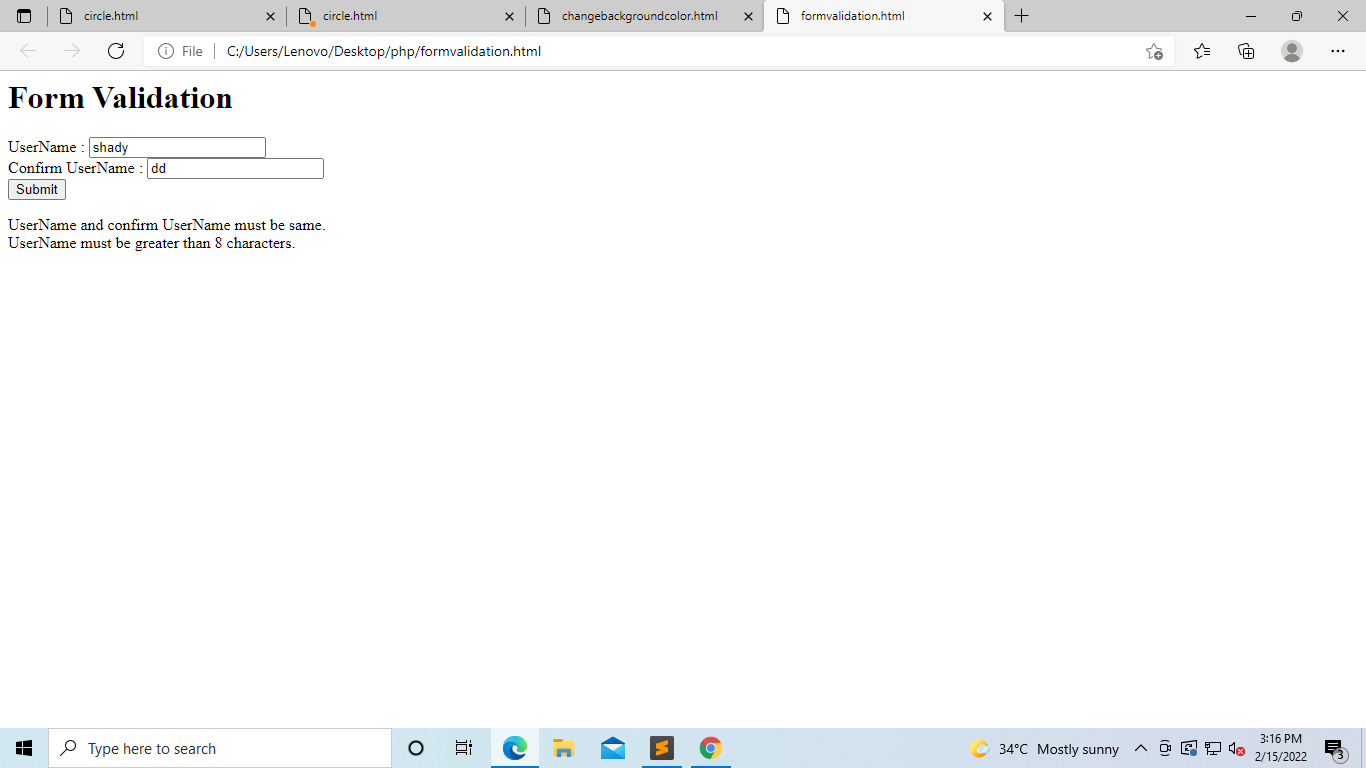 circle.html
circle.html
changebackgroundcolor.html
formvalidation.html
File
C:/Users/Lenovo/Desktop/php/formvalidation.html
Form Validation
UserName : shady
Confirm UserName : dd
Submit
UserName and confirm UserName must be same.
UserName must be greater than 8 characters.
Type here to search
34°C Mostly sunny
3:16 PM
2/15/2022
3